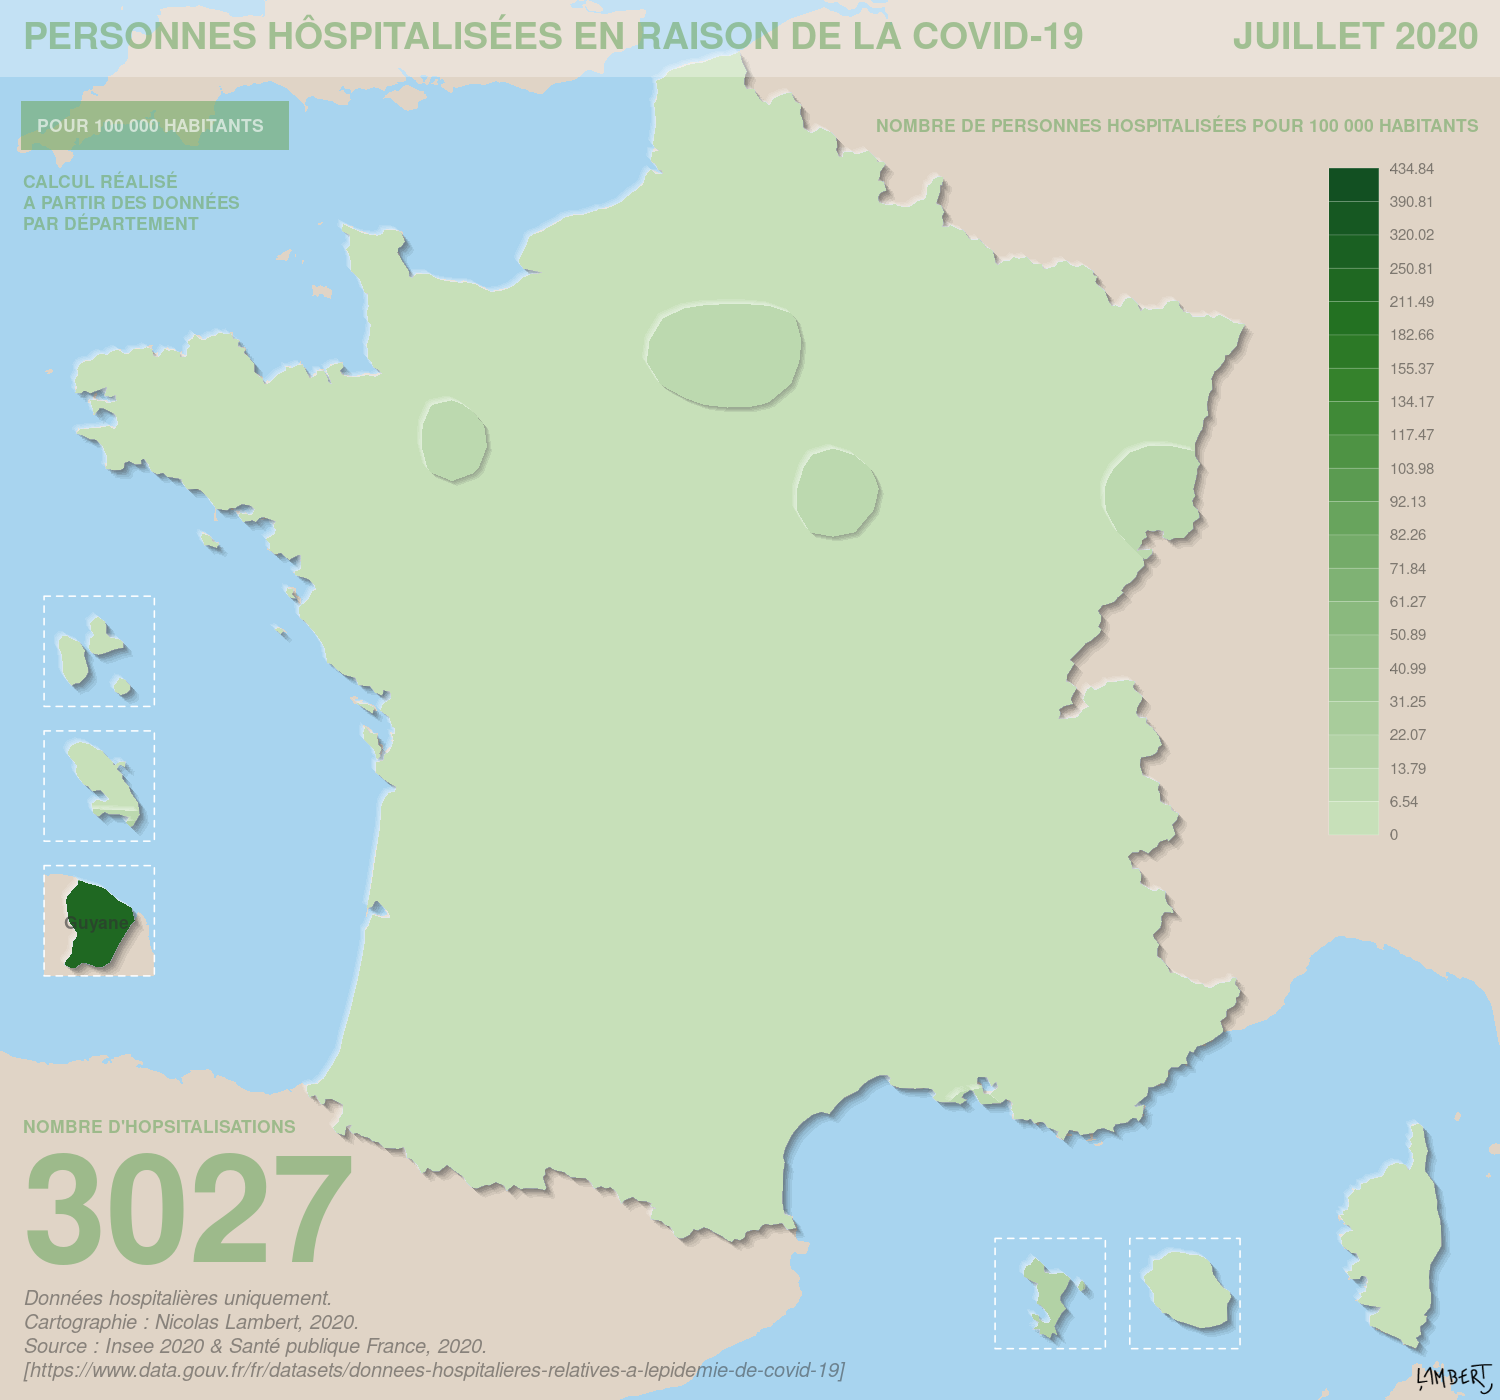 PERSONNES HÔSPITALISÉES EN RAISON DE LA COVID-19
JUILLET 2020
POUR 100 000 HABITANTS
CALCUL RÉALISÉ
A PARTIR DES DONNÉES
PAR DÉPARTEMENT
NOMBRE DE PERSONNES HOSPITALISÉES POUR 100 000 HABITANTS
434.84
390.81
320.02
250.81
211.49
182.66
155.37
134.17
117.47
103.98
92.13
82.26
71.84
61.27
50.89
40.99
31.25
22.07
13.79
6.54
0
Guyane
NOMBRE D'HOPSITALISATIONS
3027
Données hospitalières uniquement.
Cartographie : Nicolas Lambert, 2020.
Source : Insee 2020 & Santé publique France, 2020.
[https://www.data.gouv.fr/fr/datasets/donnees-hospitalieres-relatives-a-lepidemie-de-covid-19]
LAMBERT